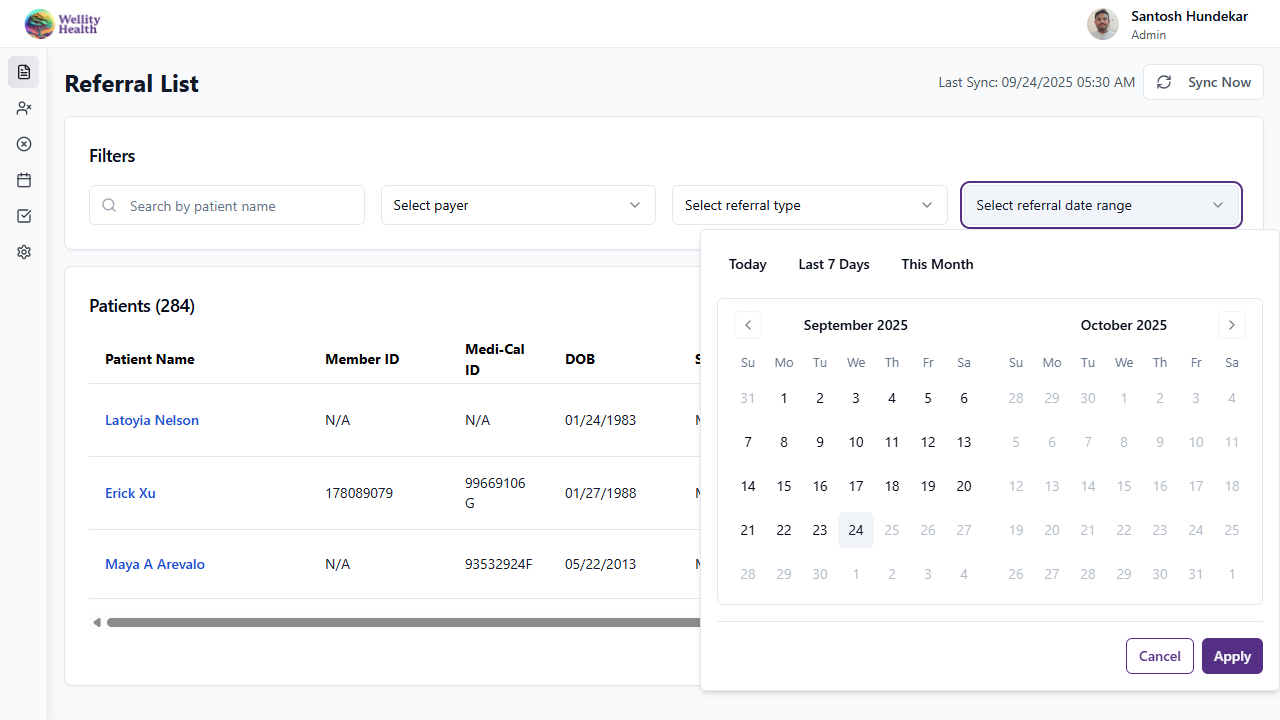 Wellity
Health
Santosh Hundekar
Admin
Referral List
Last Sync: 09/24/2025 05:30 AM
Sync Now
Filters
Search by patient name
Select payer
Select referral type
Select referral date range
Today Last 7 Days This Month
September 2025
Su Mo Tu We Th Fr Sa
31 1 2 3 4 5 6
7 8 9 10 11 12 13
14 15 16 17 18 19 20
21 22 23 24 25 26 27
28 29 30 1 2 3 4
October 2025
Su Mo Tu We Th Fr Sa
28 29 30 1 2 3 4
5 6 7 8 9 10 11
12 13 14 15 16 17 18
19 20 21 22 23 24 25
26 27 28 29 30 31 1
Cancel Apply
Patients (284)
Patient Name Member ID Medi-Cal ID DOB
Latoyia Nelson N/A N/A 01/24/1983
Erick Xu 178089079 99669106G 01/27/1988
Maya A Arevalo N/A 93532924F 05/22/2013